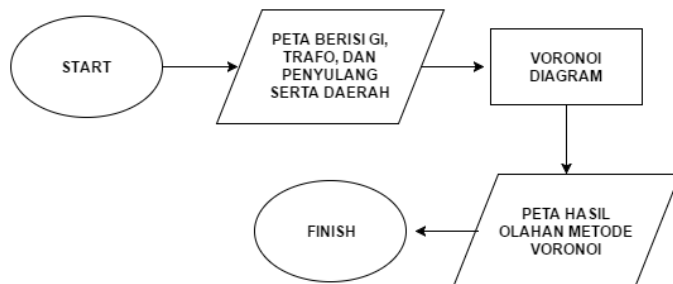 START
PETA BERISI GI,
TRAFO, DAN
PENYULANG
SERTA DAERAH
VORONOI
DIAGRAM
PETA HASIL
OLAHAN METODE
VORONOI
FINISH